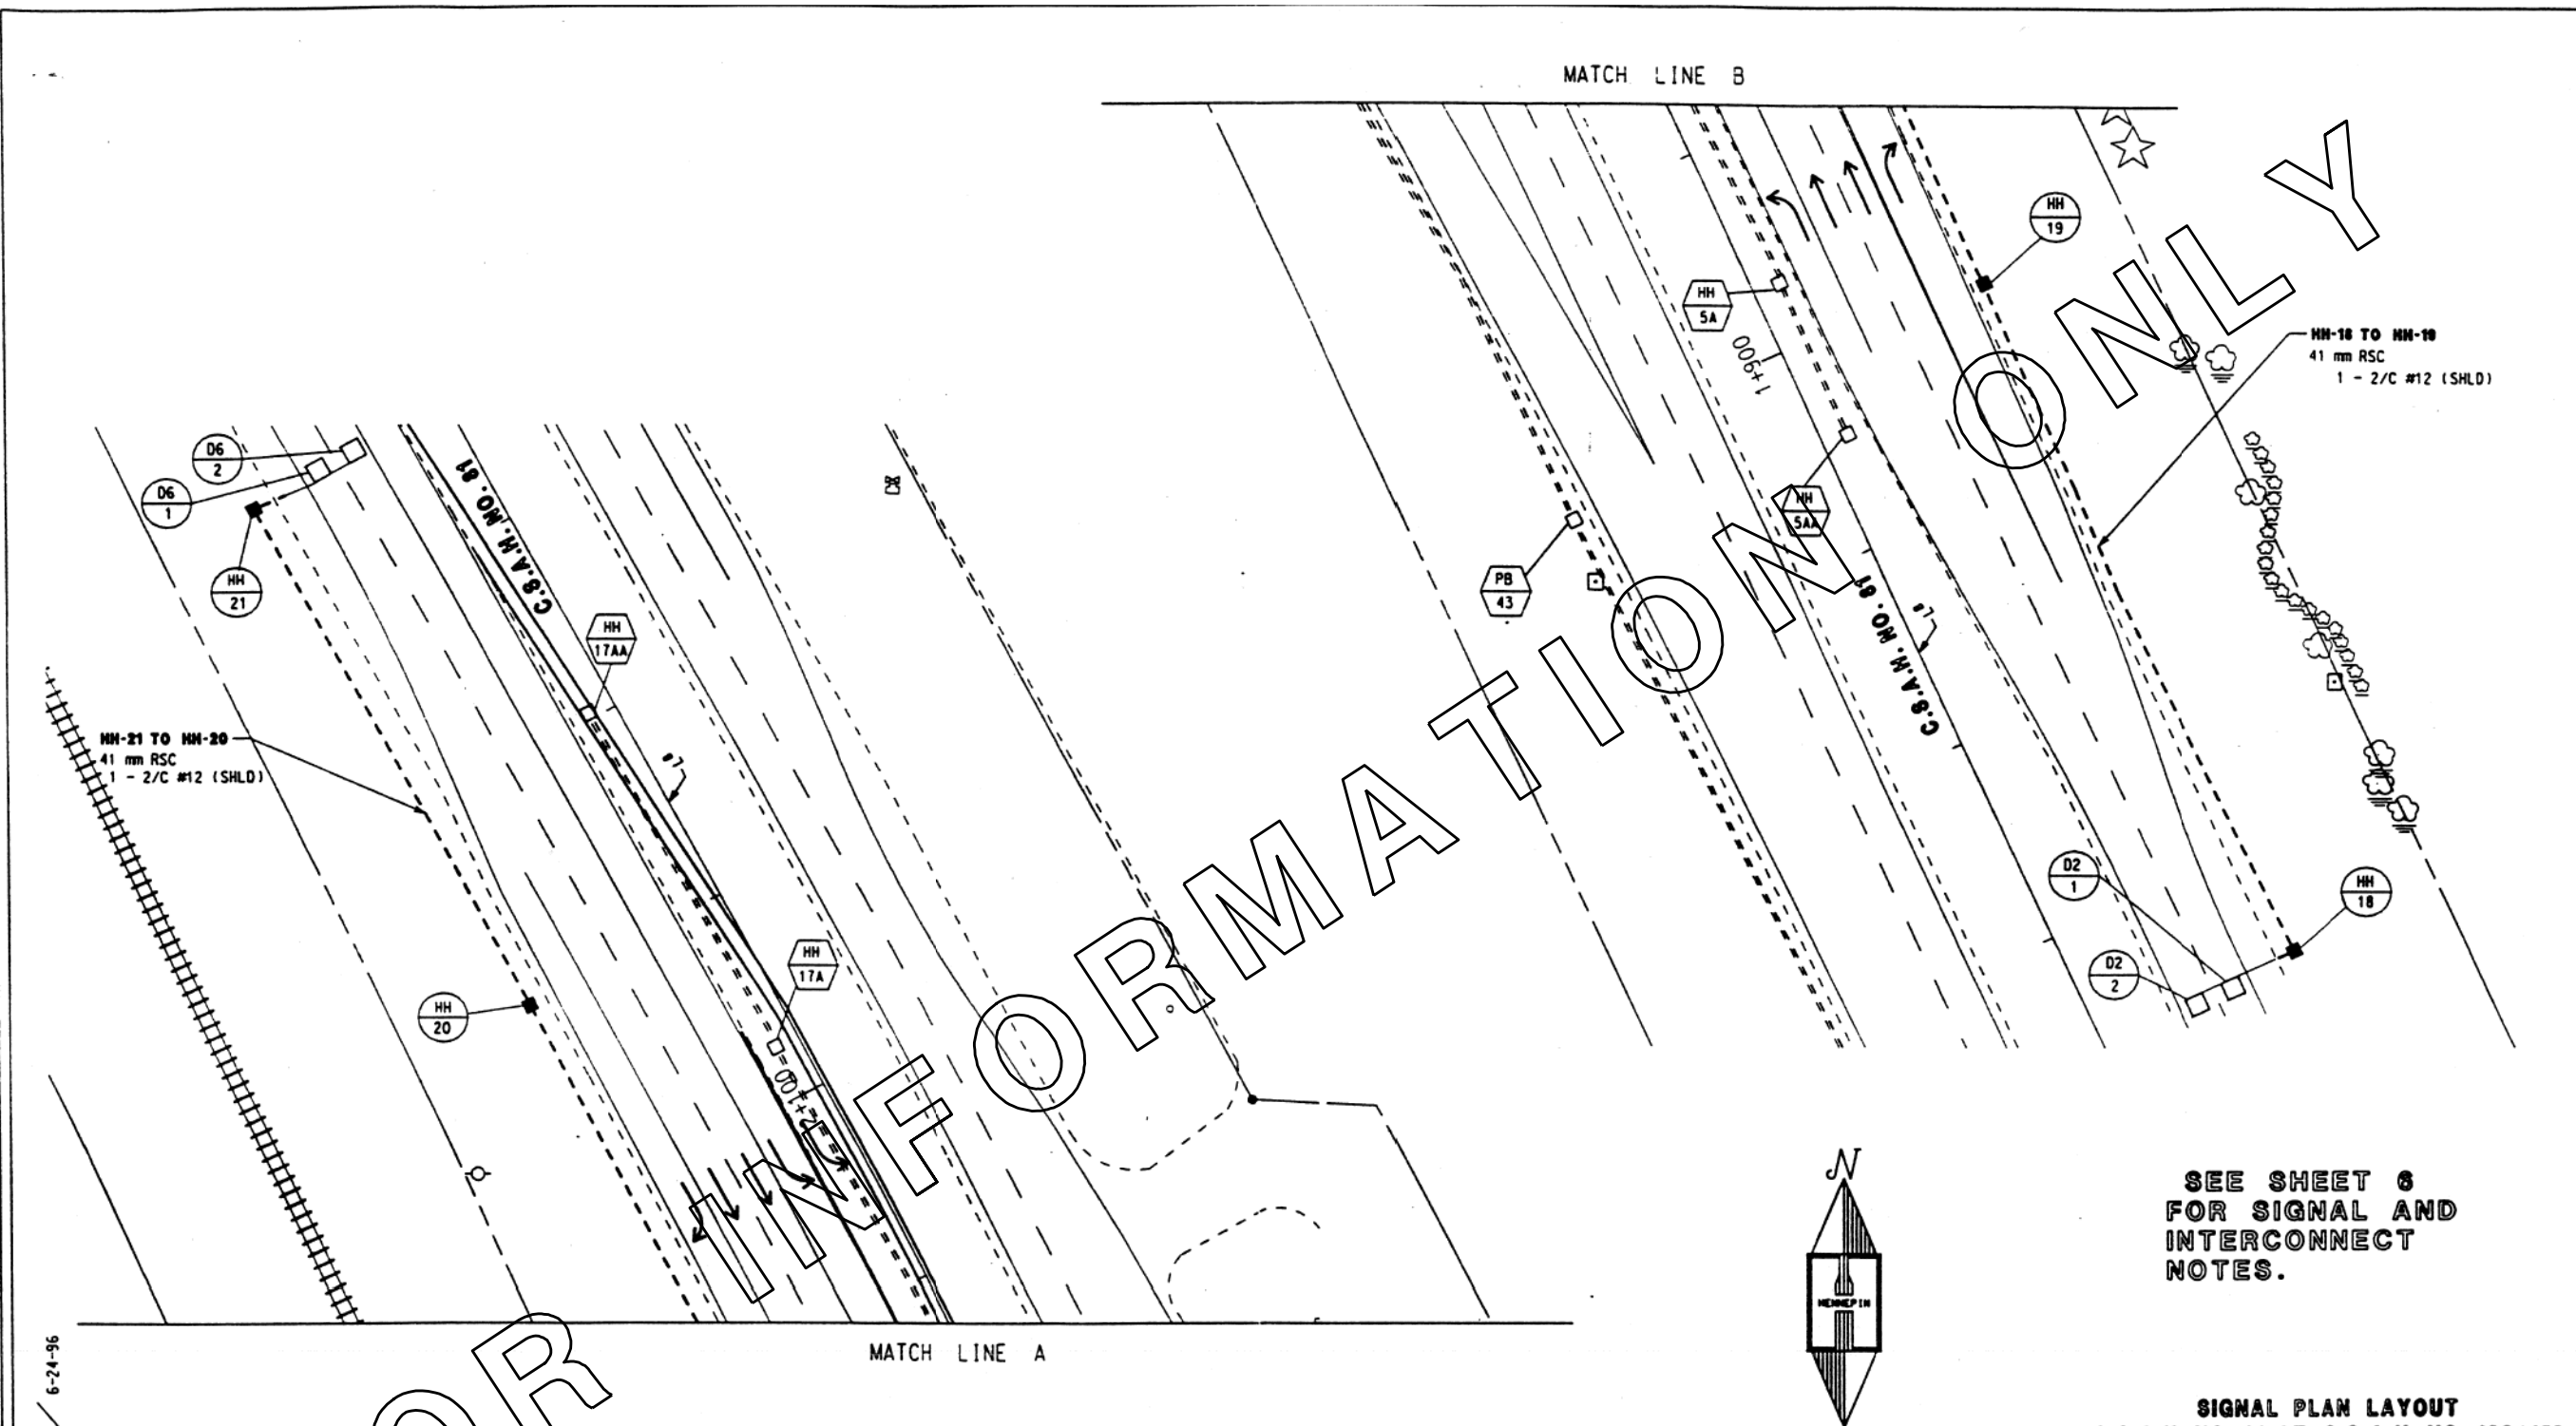 MATCH LINE B
HH
19
HH
5A
1+900
HH-18 TO HH-19
41 mm RSC
1 - 2/C #12 (SHLD)
D6
2
D6
1
HH
21
C.S.A.H. NO. 81
HH
17AA
HH
5AA
PB
43
C.S.A.H. NO. 81
HH-21 TO HH-20
41 mm RSC
1 - 2/C #12 (SHLD)
D2
1
HH
18
D2
2
HH
17A
HH
20
2+100
FOR INFORMATION ONLY
N
HENNEPIN
SEE SHEET 6
FOR SIGNAL AND
INTERCONNECT
NOTES.
MATCH LINE A
6-24-96
SIGNAL PLAN LAYOUT